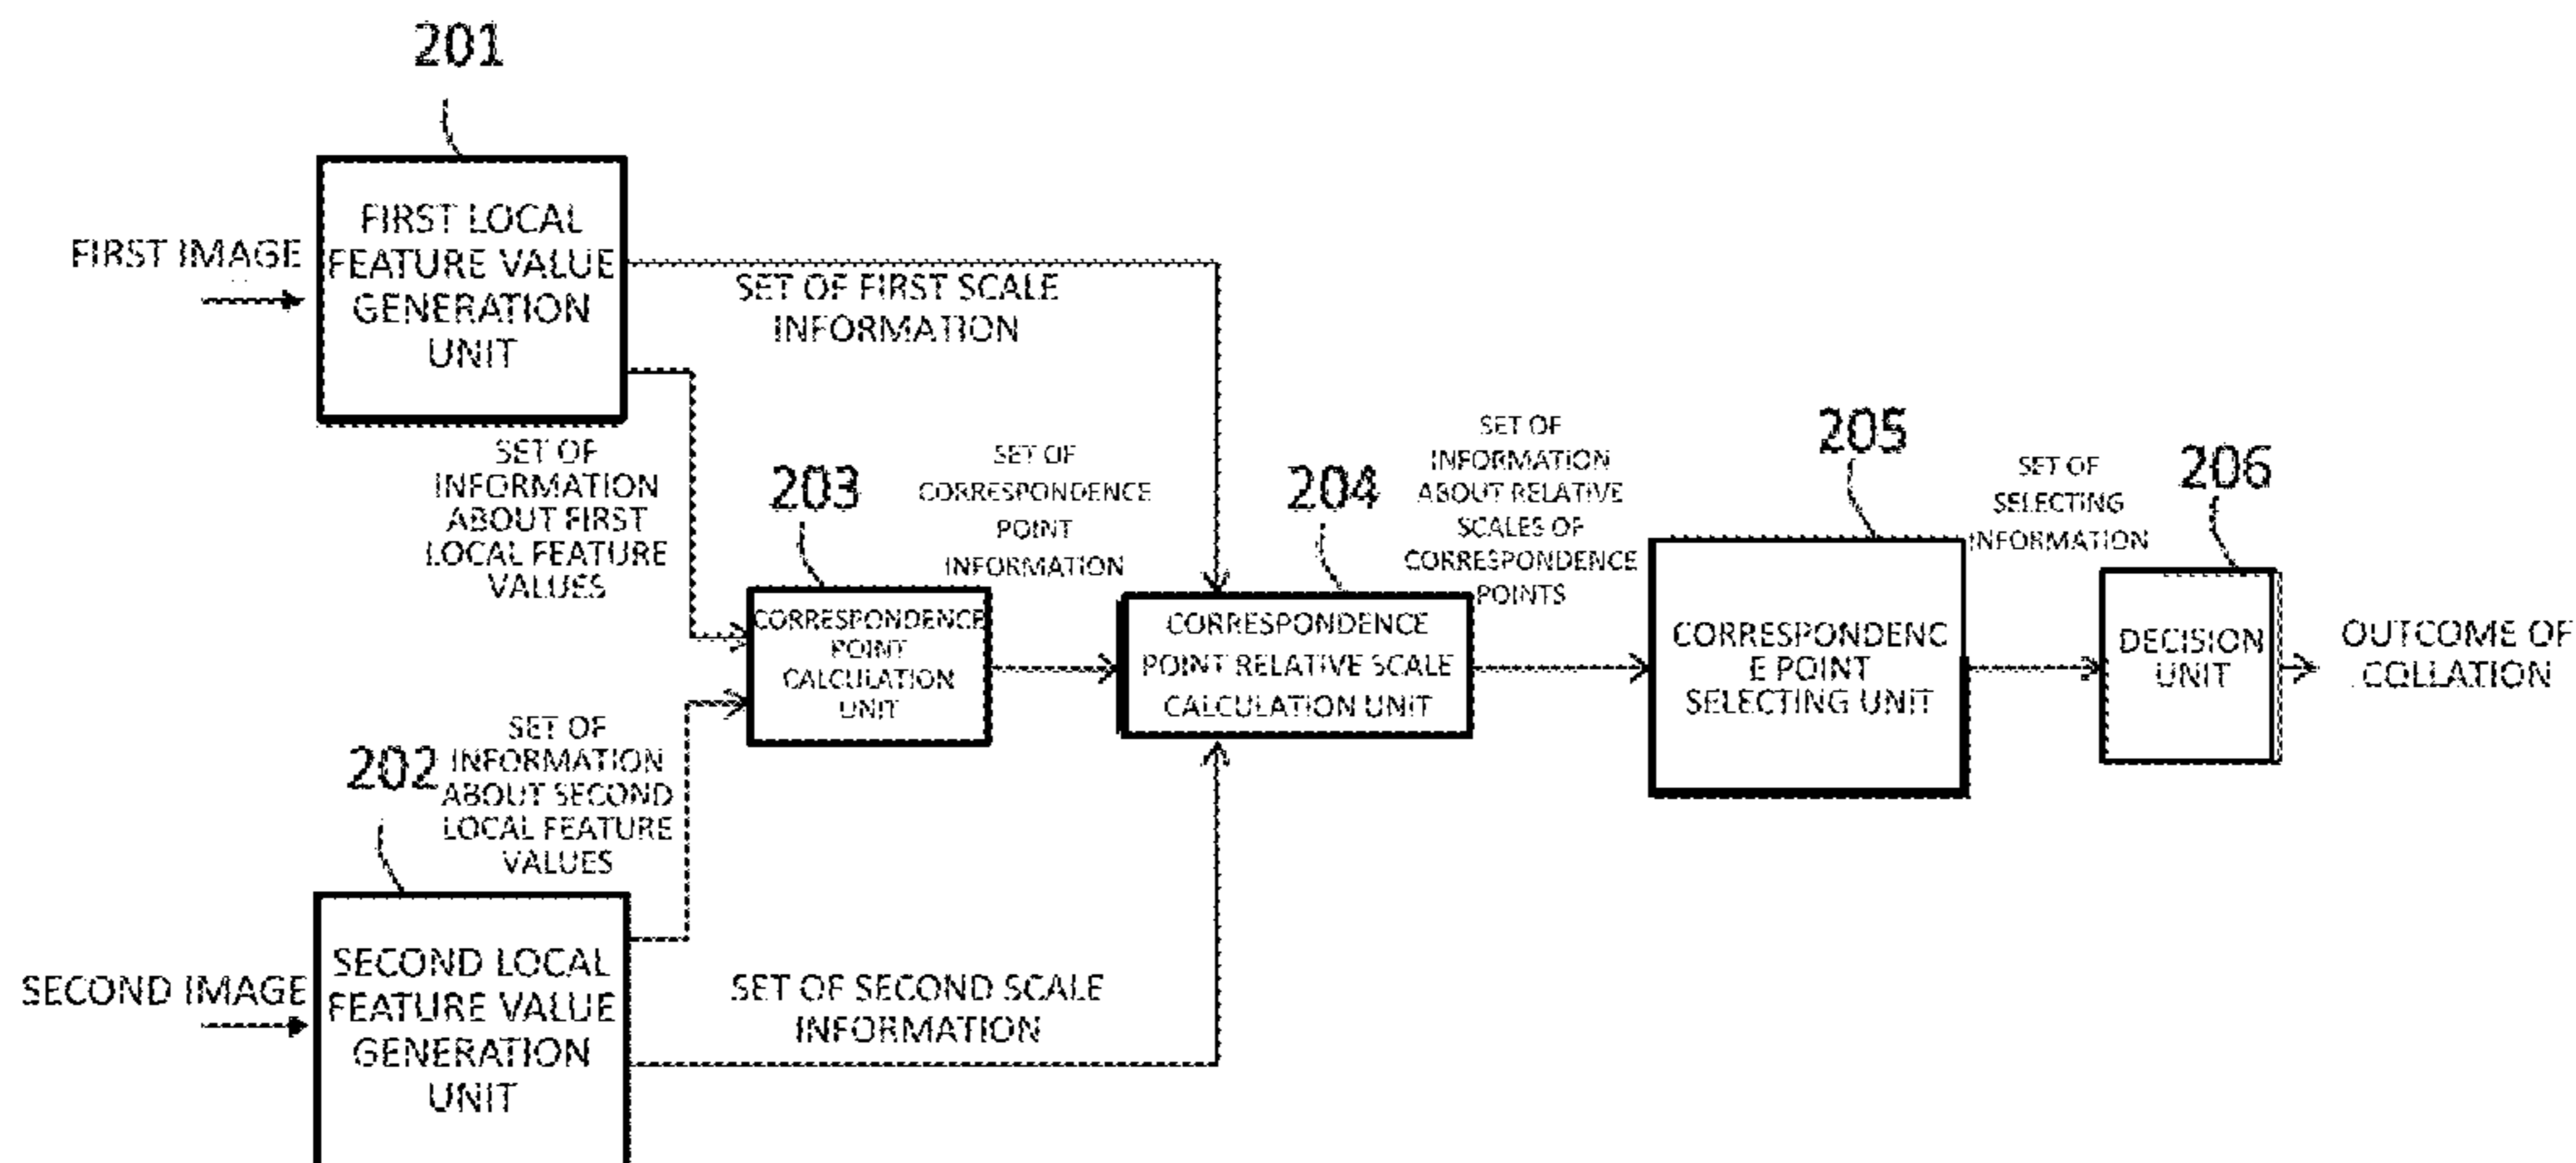 201
FIRST IMAGE
FIRST LOCAL
FEATURE VALUE
GENERATION
UNIT
SET OF FIRST SCALE
INFORMATION
SET OF
INFORMATION
ABOUT FIRST
LOCAL FEATURE
VALUES
203
SET OF
CORRESPONDENCE
POINT
INFORMATION
CORRESPONDENCE
POINT
CALCULATION
UNIT
204
SET OF
INFORMATION
ABOUT RELATIVE
SCALES OF
CORRESPONDENCE
POINTS
CORRESPONDENCE
POINT RELATIVE SCALE
CALCULATION UNIT
205
CORRESPONDENC
E POINT
SELECTING UNIT
SET OF
SELECTING
INFORMATION
206
DECISION
UNIT
OUTCOME OF
COLLATION
202
SET OF
INFORMATION
ABOUT SECOND
LOCAL FEATURE
VALUES
SECOND IMAGE
SECOND LOCAL
FEATURE VALUE
GENERATION
UNIT
SET OF SECOND SCALE
INFORMATION